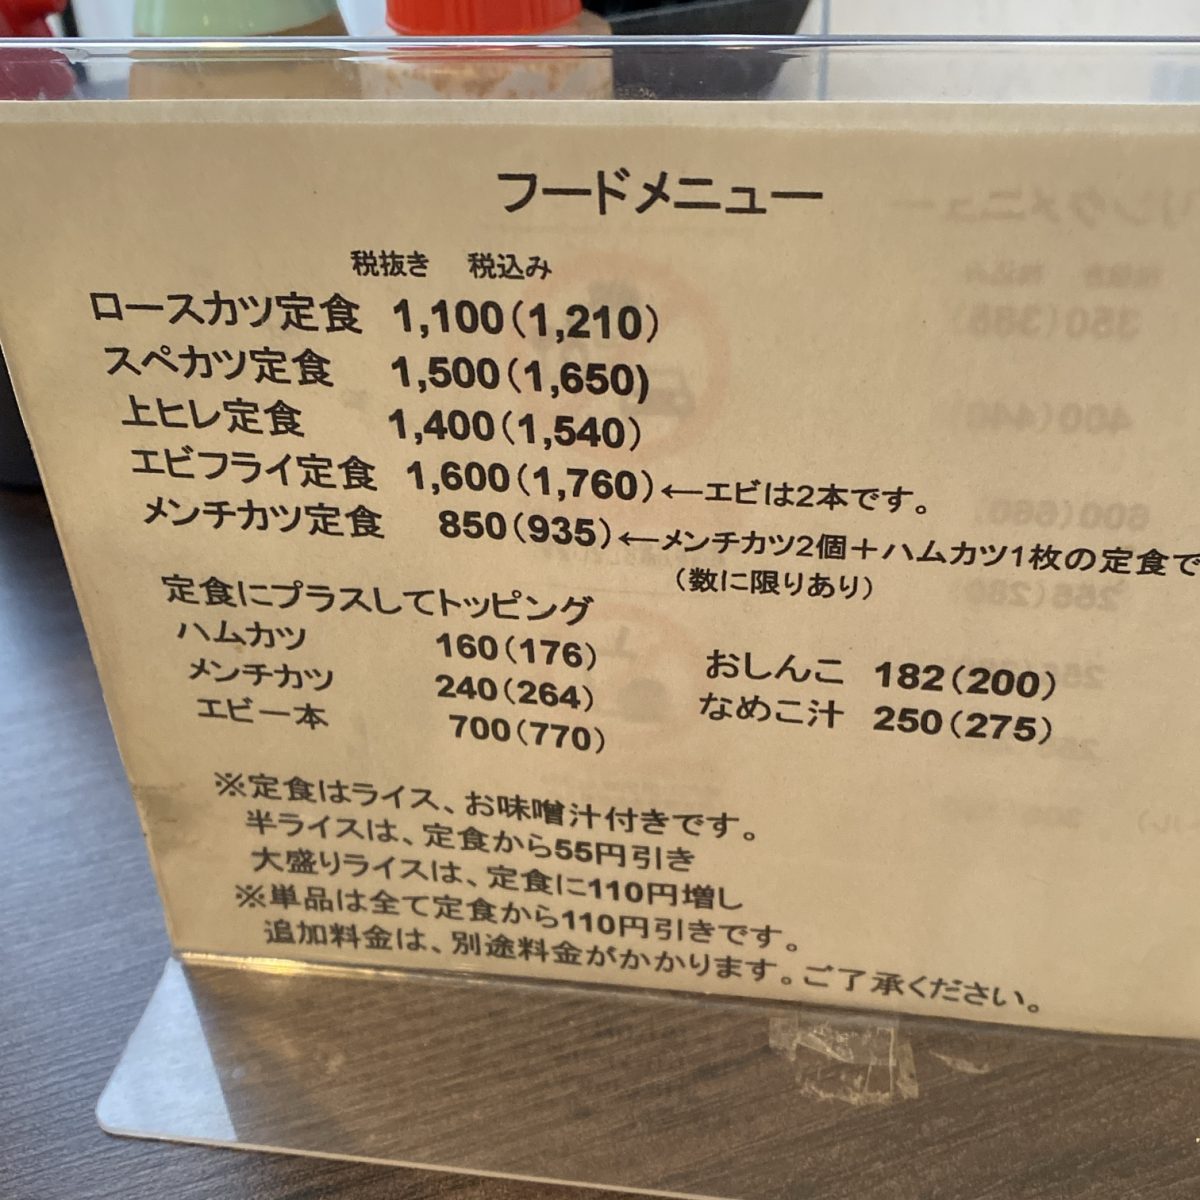 フードメニュー
税抜き 税込み
ロースカツ定食 1,100(1,210)
スペカツ定食 1,500(1,650)
上ヒレ定食 1,400(1,540)
エビフライ定食 1,600(1,760)←エビは2本です。
メンチカツ定食 850(935)←メンチカツ2個+ハムカツ1枚の定食で
(数に限りあり)
定食にプラスしてトッピング
ハムカツ 160(176)
メンチカツ 240(264)
エビ一本 700(770)
おしんこ 182(200)
なめこ汁 250(275)
※定食はライス、お味噌汁付きです。
半ライスは、定食から55円引き
大盛りライスは、定食に110円増し
※単品は全て定食から110円引きです。
追加料金は、別途料金がかかります。ご了承ください。